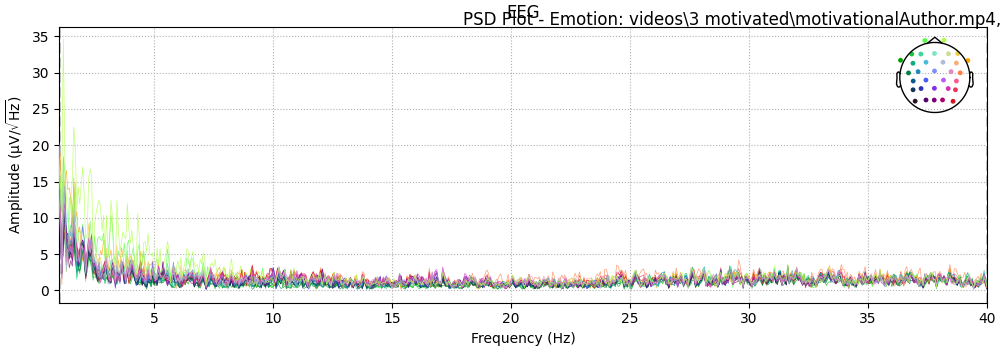 EEG
PSD Plot - Emotion: videos\3 motivated\motivationalAuthor.mp4,
35
30
25
20
15
10
5
0
Amplitude (µV/√Hz)
5 10 15 20 25 30 35 40
Frequency (Hz)